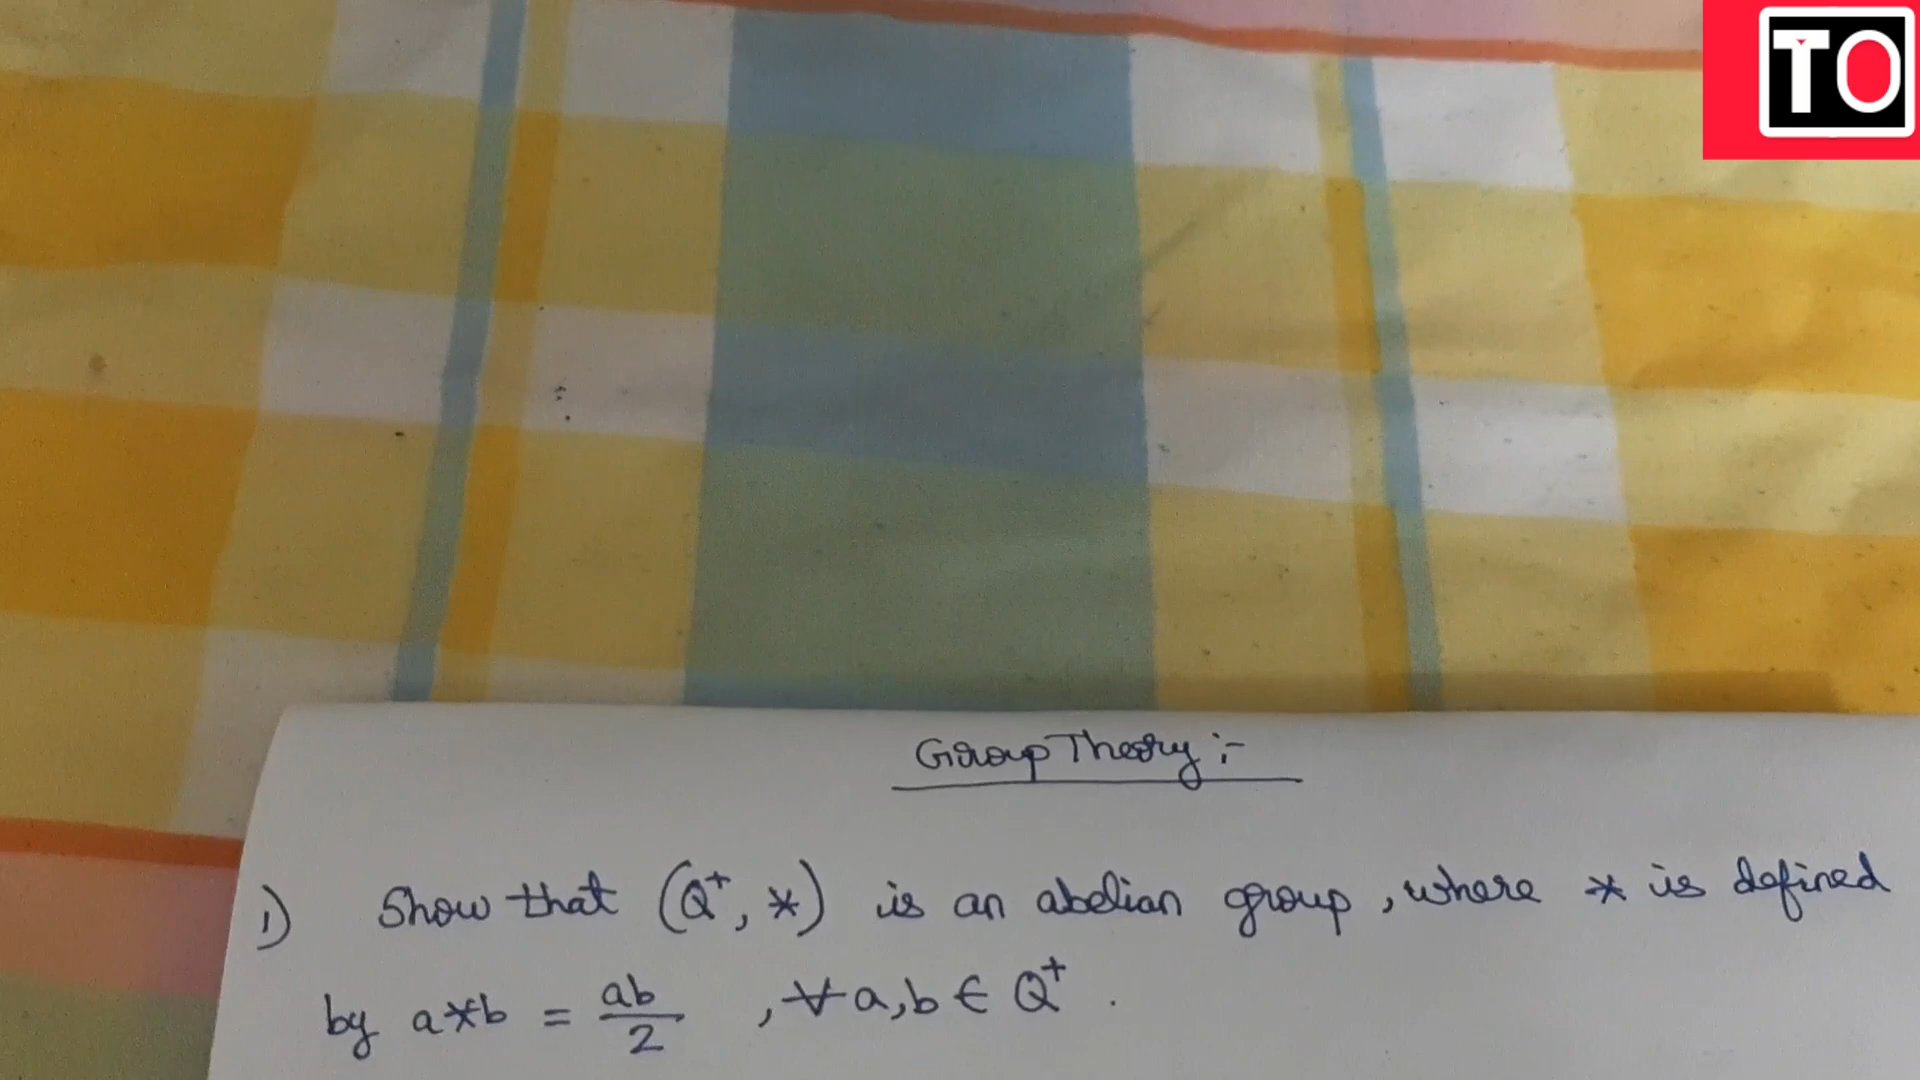 TO
Group Theory :-
1) Show that (Q⁺, *) is an abelian group, where * is defined
by a*b = ab/2 , ∀ a,b ∈ Q⁺ .